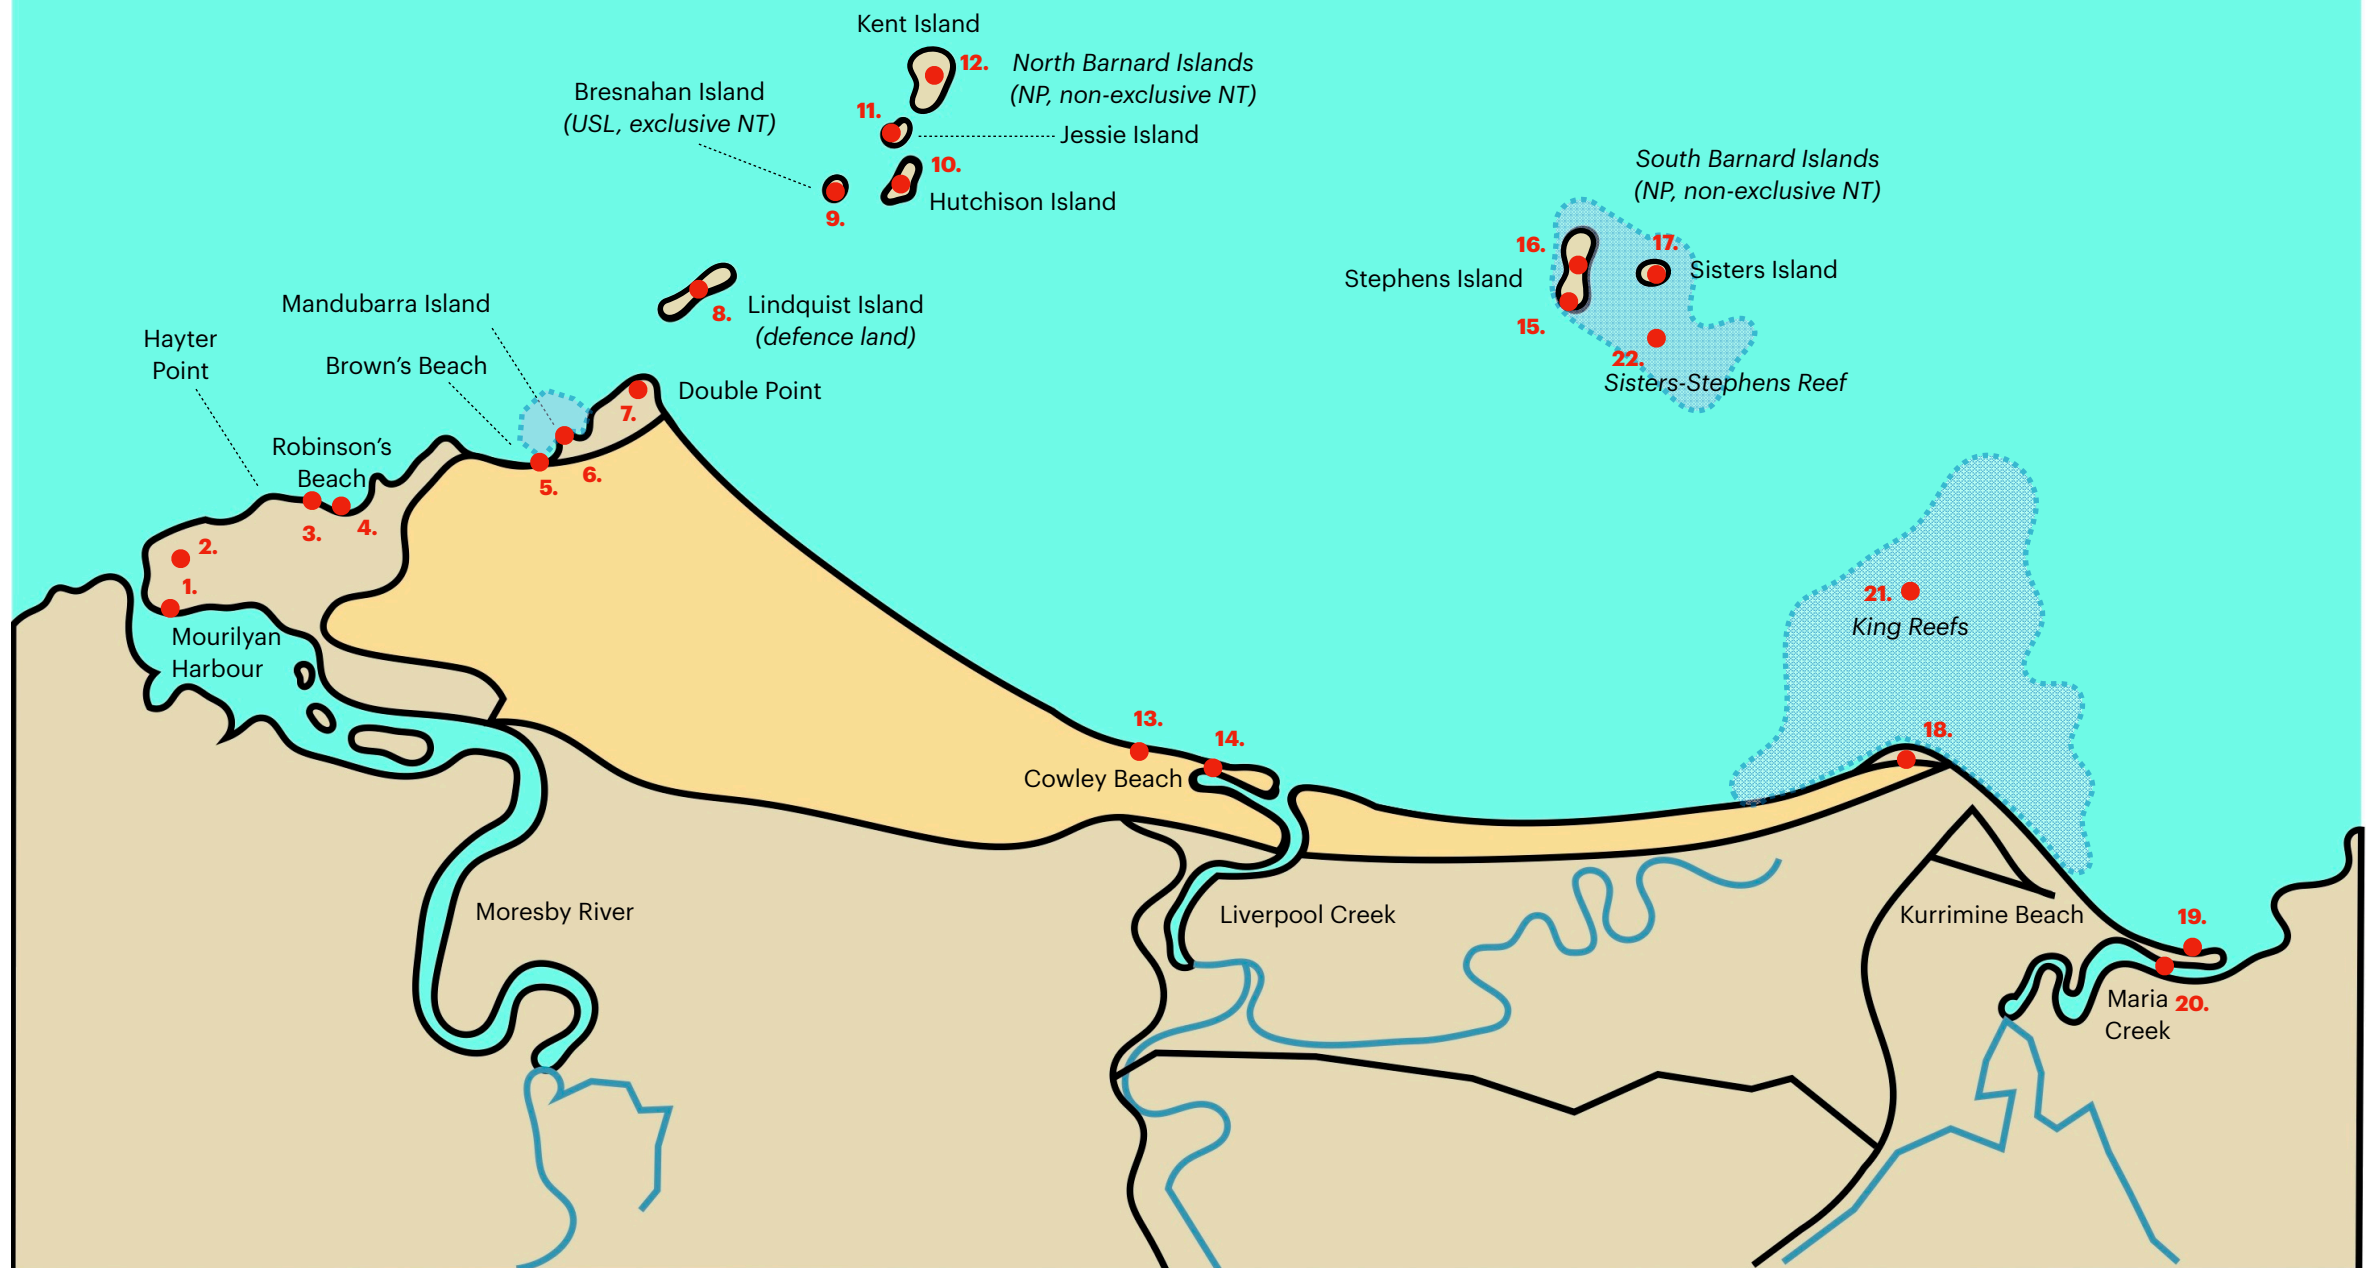 Kent Island
12.
North Barnard Islands
(NP, non-exclusive NT)
Bresnahan Island
(USL, exclusive NT)
11.
Jessie Island
10.
Hutchison Island
9.
South Barnard Islands
(NP, non-exclusive NT)
16.
17.
Stephens Island
Sisters Island
15.
22.
Sisters-Stephens Reef
Mandubarra Island
8.
Lindquist Island
(defence land)
Hayter
Point
Brown’s Beach
Double Point
7.
Robinson’s
Beach
6.
5.
3.
4.
2.
1.
Mourilyan
Harbour
21.
King Reefs
13.
14.
18.
Cowley Beach
Moresby River
Liverpool Creek
Kurrimine Beach
19.
Maria
Creek
20.